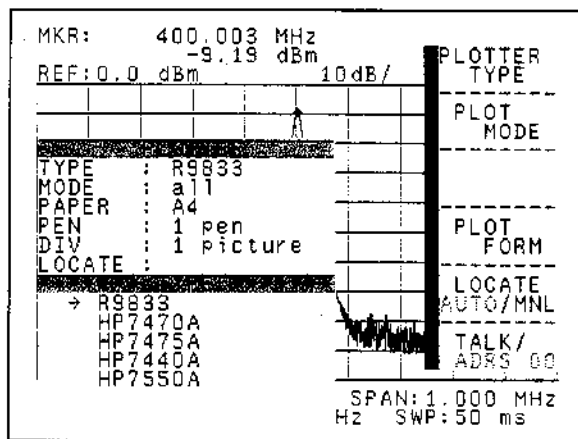 MKR: 400.003 MHz
-9.19 dBm
REF:0.0 dBm 10dB/
TYPE : R9833
MODE : all
PAPER : A4
PEN : 1 pen
DIV : 1 picture
LOCATE :
→ R9833
HP7470A
HP7475A
HP7440A
HP7550A
PLOTTER
TYPE
PLOT
MODE
PLOT
FORM
LOCATE
AUTO/MNL
TALK/
ADRS 00
SPAN:1.000 MHz
Hz SWP:50 ms